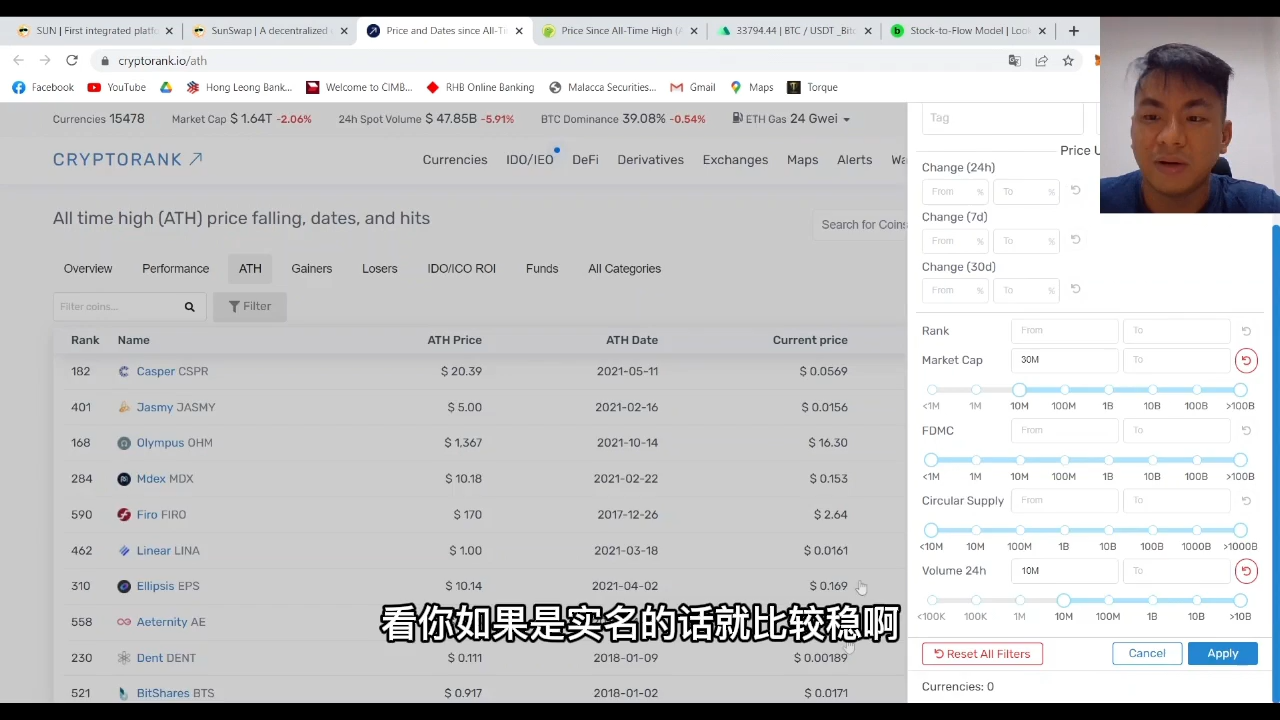 SUN | First integrated platf
SunSwap | A decentralized
Price and Dates since All-Ti
Price Since All-Time High (A
33794.44 | BTC / USDT _Bit
Stock-to-Flow Model | Look
cryptorank.io/ath
Facebook
YouTube
Hong Leong Bank...
Welcome to CIMB...
RHB Online Banking
Malacca Securities...
Gmail
Maps
Torque
Currencies 15478
Market Cap $ 1.64T -2.06%
24h Spot Volume $ 47.85B -5.91%
BTC Dominance 39.08% -0.54%
ETH Gas 24 Gwei
CRYPTORANK
Currencies
IDO/IEO
DeFi
Derivatives
Exchanges
Maps
Alerts
Wa
All time high (ATH) price falling, dates, and hits
Search for Coins
Overview
Performance
ATH
Gainers
Losers
IDO/ICO ROI
Funds
All Categories
Filter coins...
Filter
Rank Name ATH Price ATH Date Current price
182 Casper CSPR $ 20.39 2021-05-11 $ 0.0569
401 Jasmy JASMY $ 5.00 2021-02-16 $ 0.0156
168 Olympus OHM $ 1,367 2021-10-14 $ 16.30
284 Mdex MDX $ 10.18 2021-02-22 $ 0.153
590 Firo FIRO $ 170 2017-12-26 $ 2.64
462 Linear LINA $ 1.00 2021-03-18 $ 0.0161
310 Ellipsis EPS $ 10.14 2021-04-02 $ 0.169
558 Aeternity AE
230 Dent DENT $ 0.111 2018-01-09 $ 0.00189
521 BitShares BTS $ 0.917 2018-01-02 $ 0.0171
Tag
Price U
Change (24h)
From % To %
Change (7d)
From % To %
Change (30d)
From % To %
Rank From To
Market Cap 30M To
<1M 1M 10M 100M 1B 10B 100B >100B
FDMC From To
<1M 1M 10M 100M 1B 10B 100B >100B
Circular Supply From To
<10M 10M 100M 1B 10B 100B 1000B >1000B
Volume 24h 10M To
<100K 100K 1M 10M 100M 1B 10B >10B
Reset All Filters
Cancel
Apply
Currencies: 0
看你如果是实名的话就比较稳啊